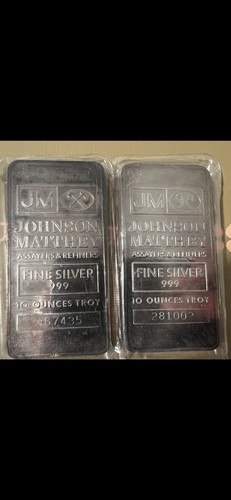 JM
JOHNSON
MATTHEY
ASSAYERS & REFINERS
FINE SILVER
999
10 OUNCES TROY
JM
JOHNSON
MATTHEY
ASSAYERS & REFINERS
FINE SILVER
999
10 OUNCES TROY
281002